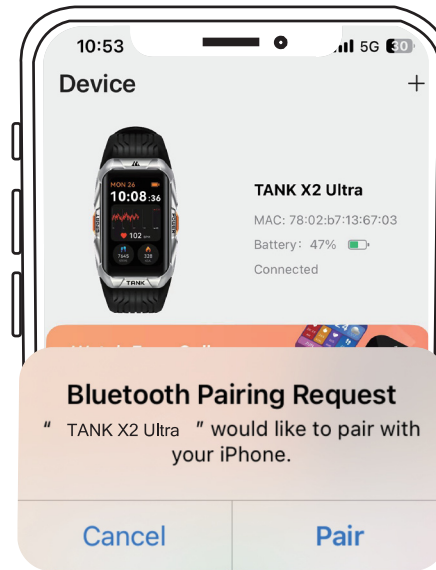 10:53 5G 30
Device
+
MON 26
10:08:36
102
7645
328
TANK
TANK X2 Ultra
MAC: 78:02:b7:13:67:03
Battery: 47%
Connected
Bluetooth Pairing Request
“ TANK X2 Ultra ” would like to pair with
your iPhone.
Cancel
Pair